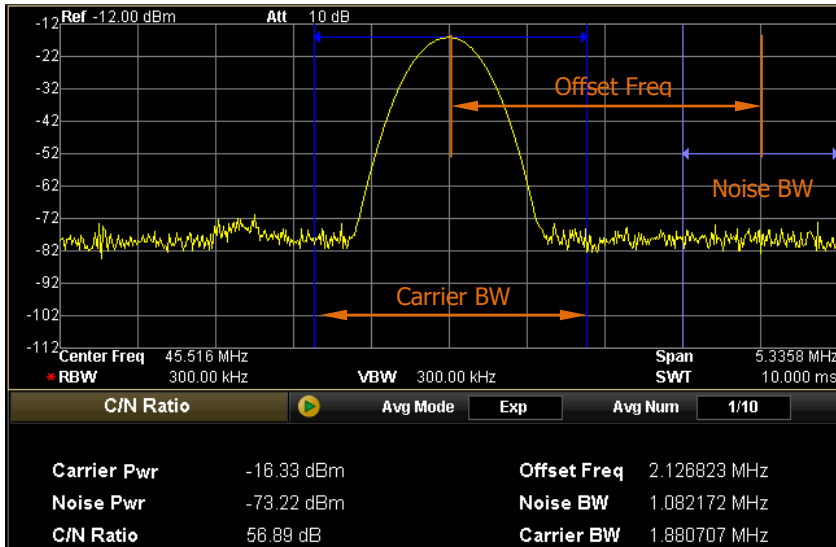 Ref -12.00 dBm Att 10 dB
-12
-22
Offset Freq
-32
-42
-52
-62
Noise BW
-72
-82
-92
Carrier BW
-102
-112
Center Freq 45.516 MHz Span 5.3358 MHz
* RBW 300.00 kHz VBW 300.00 kHz SWT 10.000 ms
C/N Ratio Avg Mode Exp Avg Num 1/10
Carrier Pwr -16.33 dBm Offset Freq 2.126823 MHz
Noise Pwr -73.22 dBm Noise BW 1.082172 MHz
C/N Ratio 56.89 dB Carrier BW 1.880707 MHz